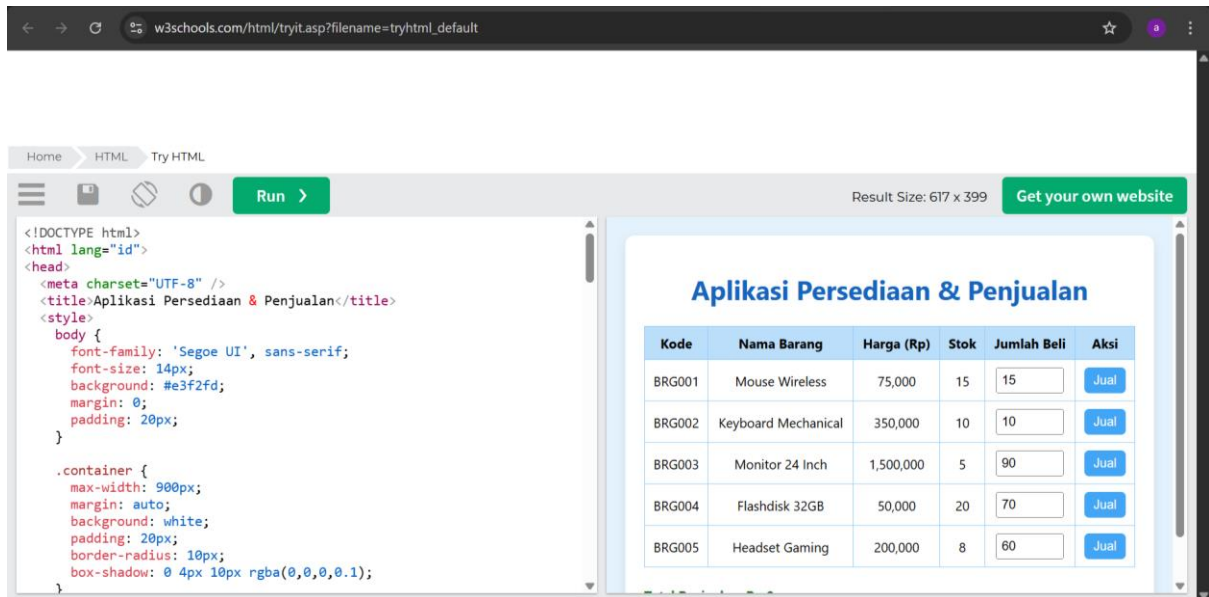 w3schools.com/html/tryit.asp?filename=tryhtml_default
a
Home HTML Try HTML
Run ❯
Result Size: 617 x 399
Get your own website
<!DOCTYPE html>
<html lang="id">
<head>
<meta charset="UTF-8" />
<title>Aplikasi Persediaan & Penjualan</title>
<style>
body {
font-family: 'Segoe UI', sans-serif;
font-size: 14px;
background: #e3f2fd;
margin: 0;
padding: 20px;
}
.container {
max-width: 900px;
margin: auto;
background: white;
padding: 20px;
border-radius: 10px;
box-shadow: 0 4px 10px rgba(0,0,0,0.1);
}
Aplikasi Persediaan & Penjualan
Kode Nama Barang Harga (Rp) Stok Jumlah Beli Aksi
BRG001 Mouse Wireless 75,000 15 15 Jual
BRG002 Keyboard Mechanical 350,000 10 10 Jual
BRG003 Monitor 24 Inch 1,500,000 5 90 Jual
BRG004 Flashdisk 32GB 50,000 20 70 Jual
BRG005 Headset Gaming 200,000 8 60 Jual